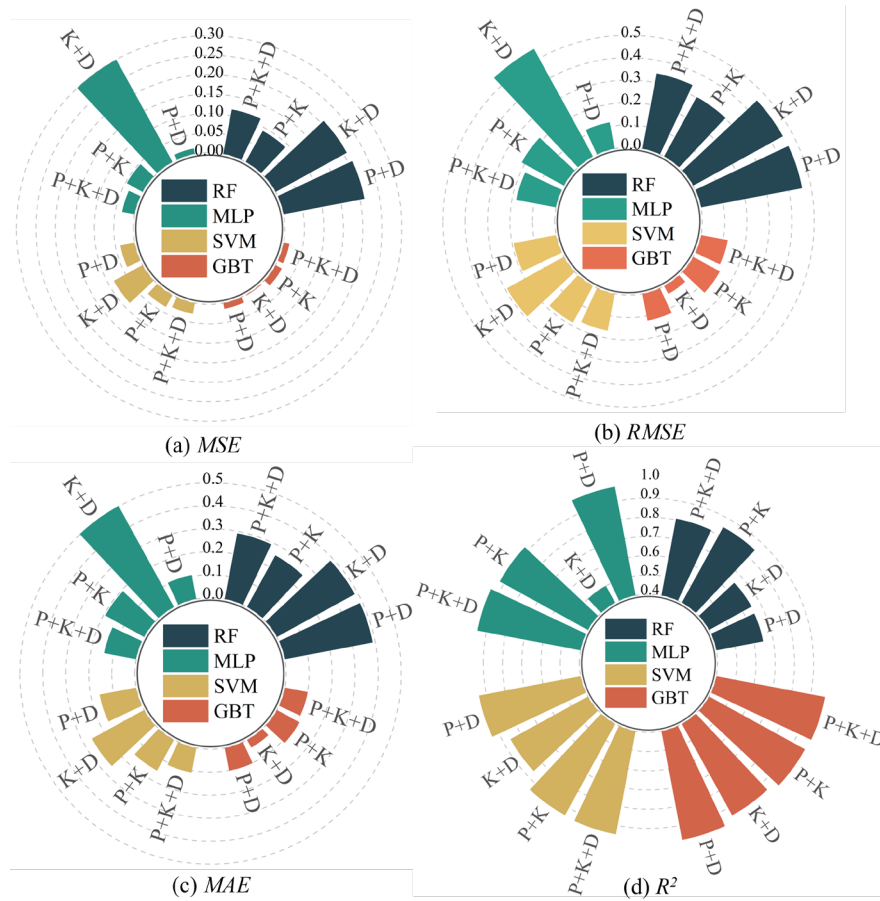 0.30
0.25
0.20
0.15
0.10
0.05
0.00
K+D
P+D
P+K
P+K+D
P+K+D
P+K
K+D
P+D
RF
MLP
SVM
GBT
P+D
K+D
P+K
P+K+D
P+K+D
P+K
K+D
P+D
(a) MSE
0.5
0.4
0.3
0.2
0.1
0.0
K+D
P+D
P+K
P+K+D
P+K+D
P+K
K+D
P+D
RF
MLP
SVM
GBT
P+D
K+D
P+K
P+K+D
P+K+D
P+K
K+D
P+D
(b) RMSE
0.5
0.4
0.3
0.2
0.1
0.0
K+D
P+D
P+K
P+K+D
P+K+D
P+K
K+D
P+D
RF
MLP
SVM
GBT
P+D
K+D
P+K
P+K+D
P+K+D
P+K
K+D
P+D
(c) MAE
1.0
0.9
0.8
0.7
0.6
0.5
0.4
P+D
K+D
P+K
P+K+D
P+K+D
P+K
K+D
P+D
RF
MLP
SVM
GBT
P+D
K+D
P+K
P+K+D
P+K+D
P+K
K+D
P+D
(d) R²